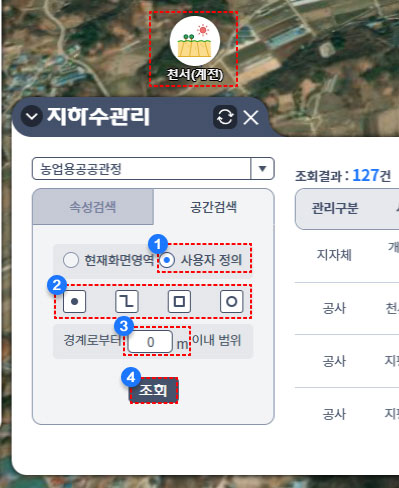 천서(계전)
지하수관리
농업용공공관정
조회결과 : 127건
속성검색 공간검색
관리구분
1
현재화면영역 사용자 정의
지자체
2
공사
3
경계로부터 0 m 이내 범위
공사
4
조회
공사